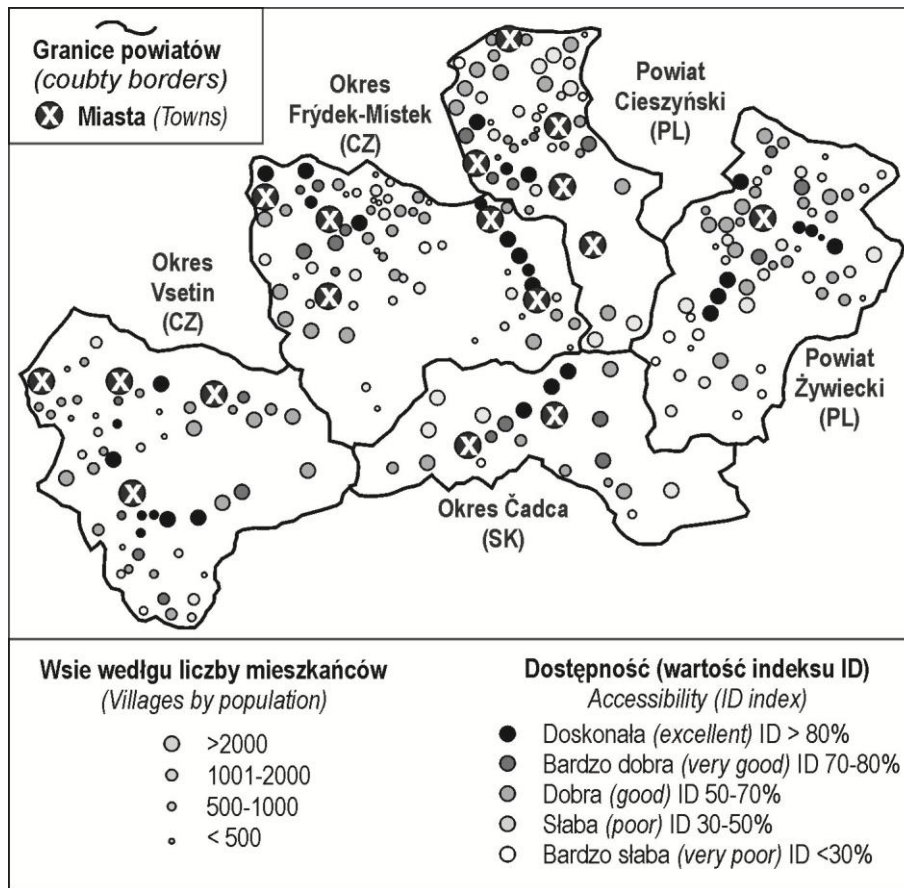 Granice powiatów
(coubty borders)
X Miasta (Towns)
Okres
Frýdek-Místek
(CZ)
Powiat
Cieszyński
(PL)
Okres
Vsetin
(CZ)
Powiat
Żywiecki
(PL)
Okres Čadca
(SK)
Wsie wedłgu liczby mieszkańców
(Villages by population)
>2000
1001-2000
500-1000
< 500
Dostępność (wartość indeksu ID)
Accessibility (ID index)
Doskonała (excellent) ID > 80%
Bardzo dobra (very good) ID 70-80%
Dobra (good) ID 50-70%
Słaba (poor) ID 30-50%
Bardzo słaba (very poor) ID <30%